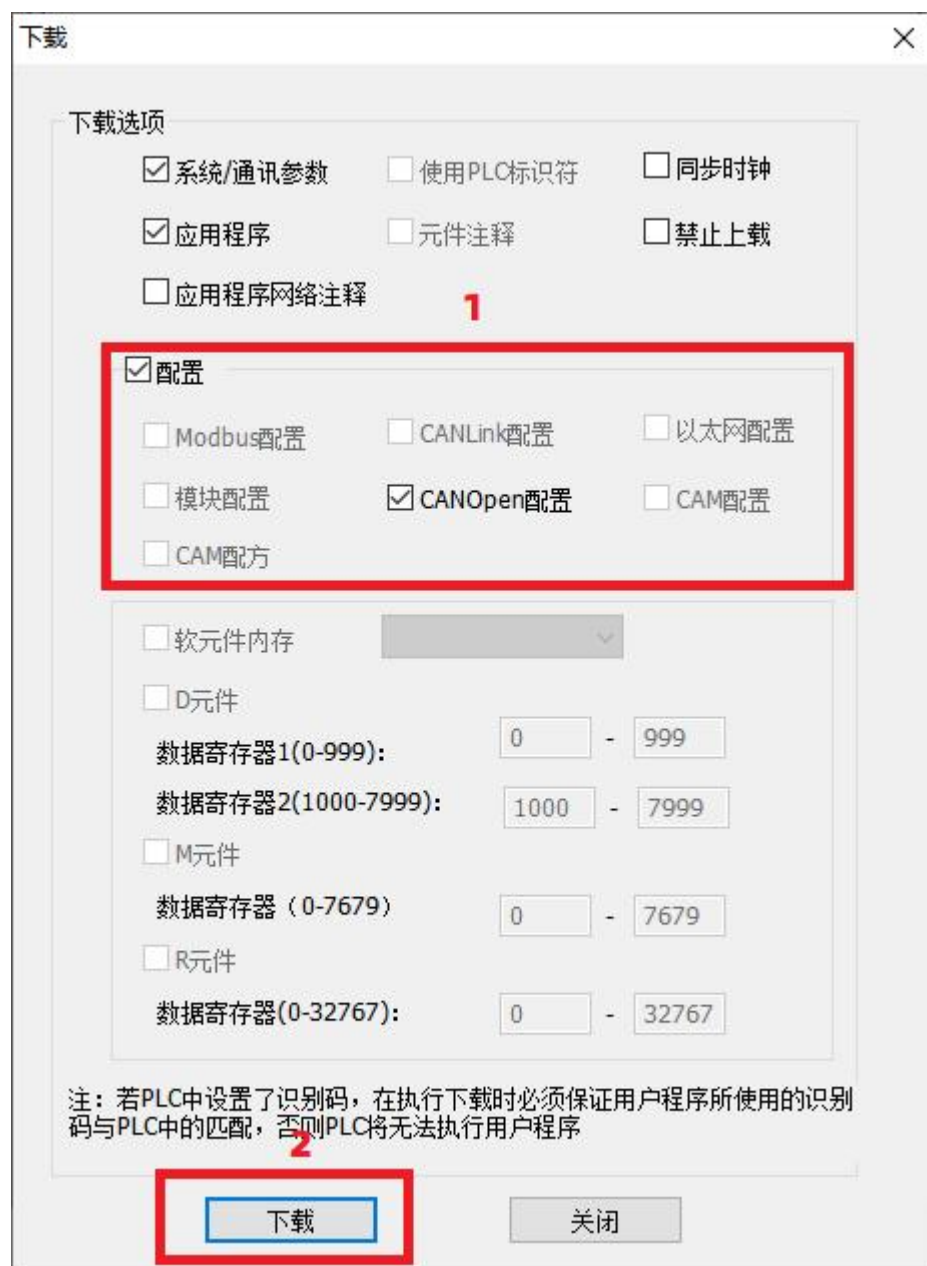 下载
下载选项
系统/通讯参数 使用PLC标识符 同步时钟
应用程序 元件注释 禁止上载
应用程序网络注释
1
配置
Modbus配置 CANLink配置 以太网配置
模块配置 CANOpen配置 CAM配置
CAM配方
软元件内存
D元件
数据寄存器1(0-999): 0 - 999
数据寄存器2(1000-7999): 1000 - 7999
M元件
数据寄存器（0-7679） 0 - 7679
R元件
数据寄存器(0-32767): 0 - 32767
注：若PLC中设置了识别码，在执行下载时必须保证用户程序所使用的识别
码与PLC中的匹配，否则PLC将无法执行用户程序
2
下载 关闭